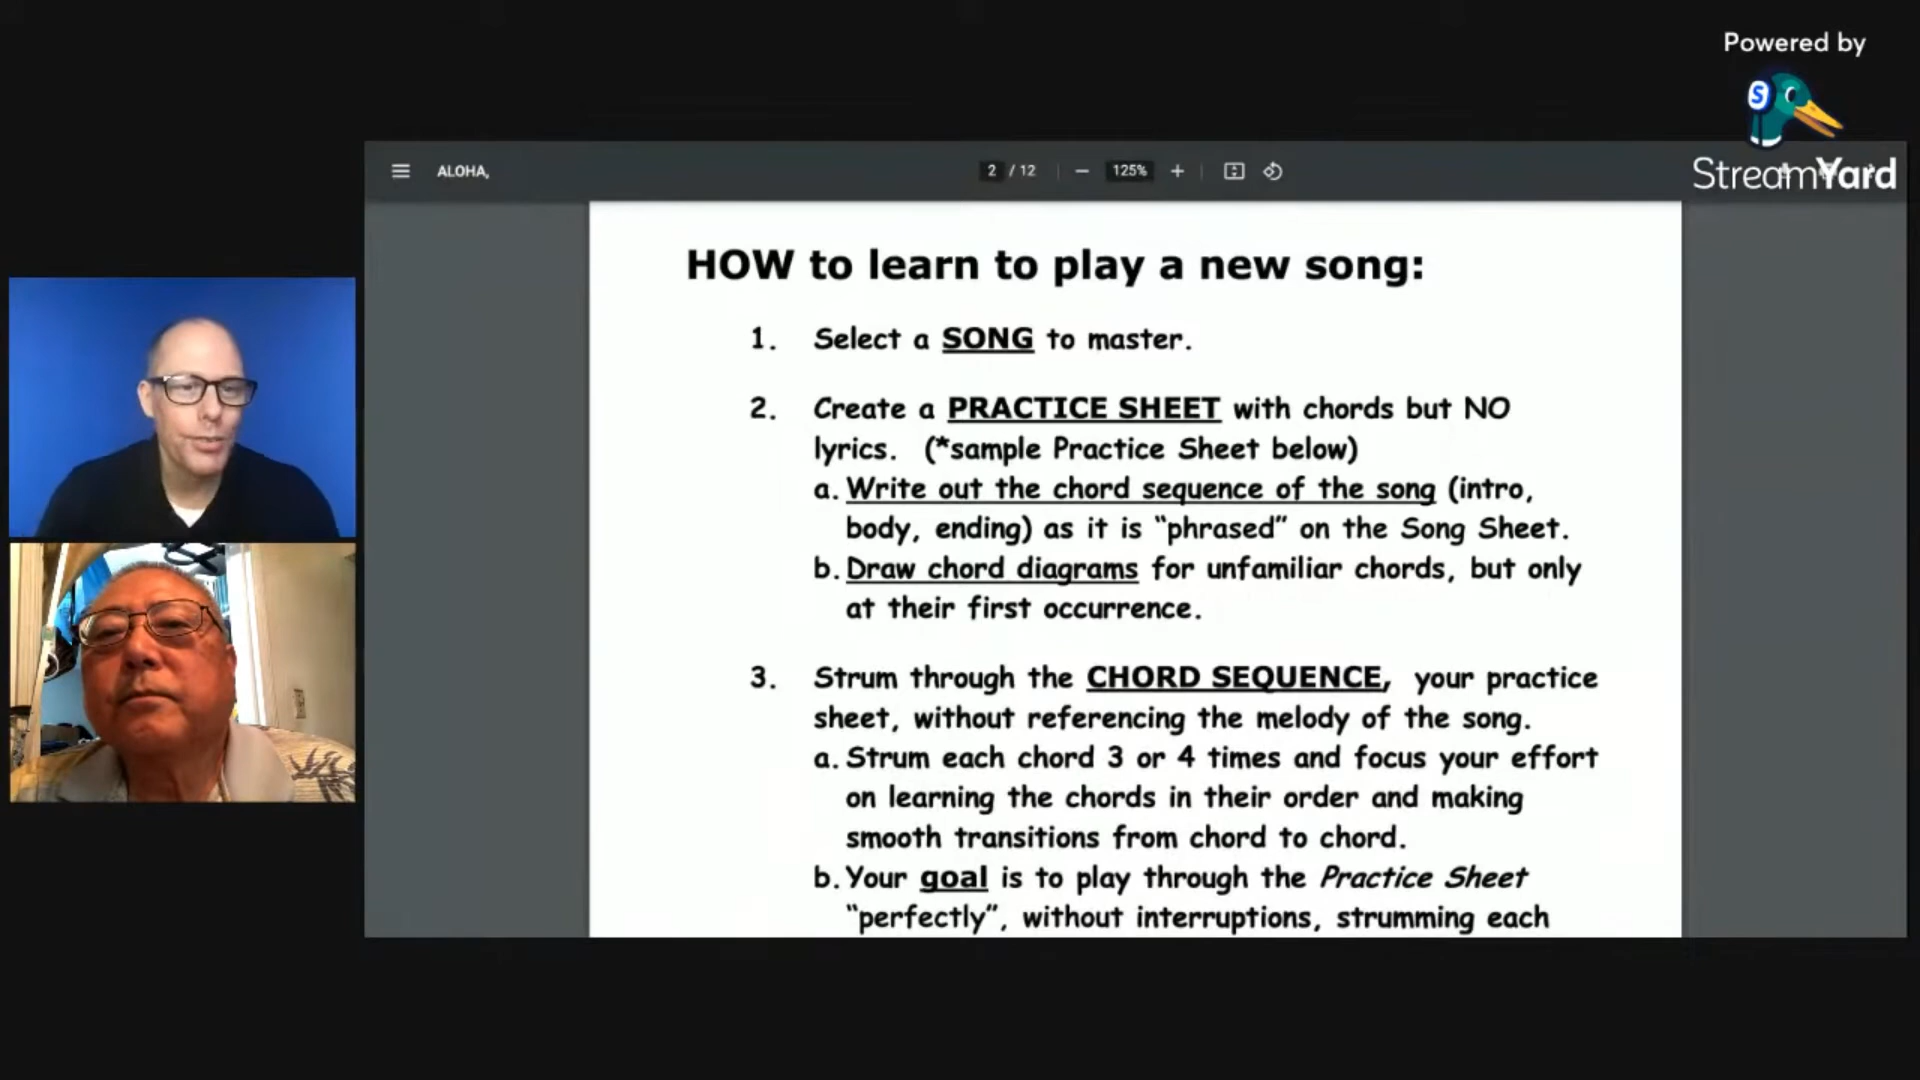 Powered by
StreamYard
ALOHA,
2 / 12
125%
HOW to learn to play a new song:
1. Select a SONG to master.
2. Create a PRACTICE SHEET with chords but NO
lyrics. (*sample Practice Sheet below)
a. Write out the chord sequence of the song (intro,
body, ending) as it is “phrased” on the Song Sheet.
b. Draw chord diagrams for unfamiliar chords, but only
at their first occurrence.
3. Strum through the CHORD SEQUENCE, your practice
sheet, without referencing the melody of the song.
a. Strum each chord 3 or 4 times and focus your effort
on learning the chords in their order and making
smooth transitions from chord to chord.
b. Your goal is to play through the Practice Sheet
“perfectly”, without interruptions, strumming each